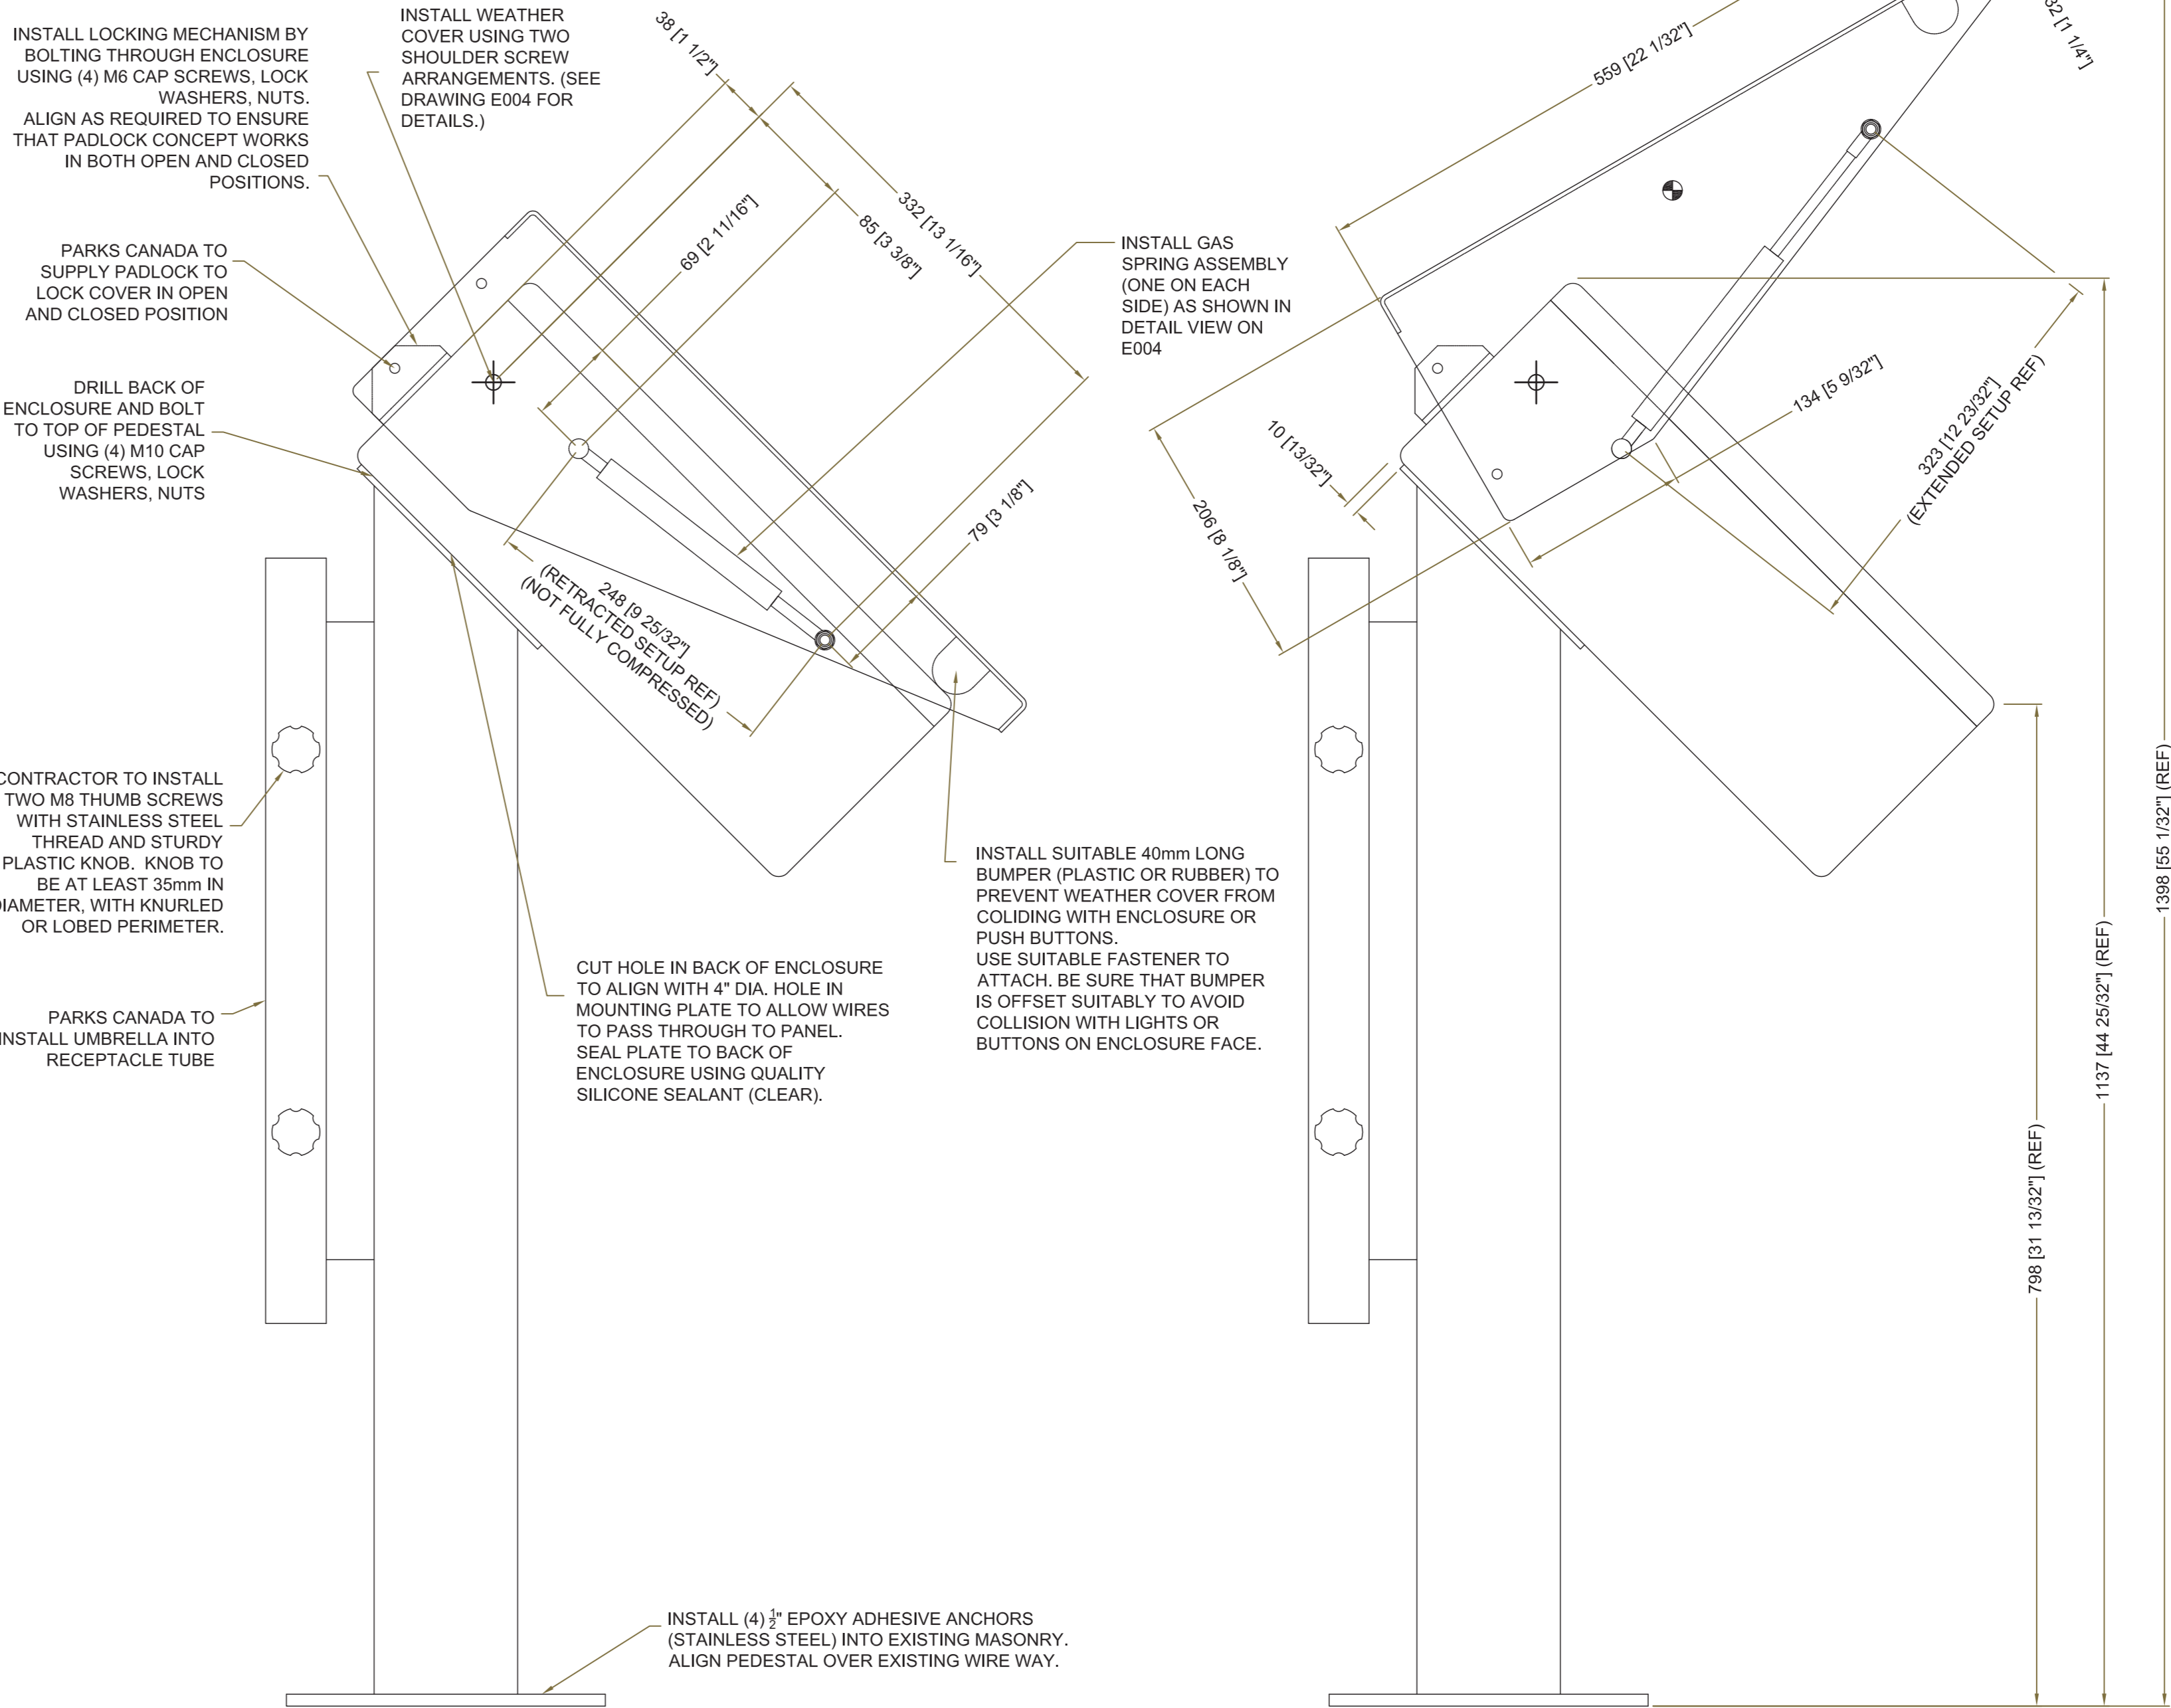 INSTALL LOCKING MECHANISM BY
BOLTING THROUGH ENCLOSURE
USING (4) M6 CAP SCREWS, LOCK
WASHERS, NUTS.
ALIGN AS REQUIRED TO ENSURE
THAT PADLOCK CONCEPT WORKS
IN BOTH OPEN AND CLOSED
POSITIONS.
INSTALL WEATHER
COVER USING TWO
SHOULDER SCREW
ARRANGEMENTS. (SEE
DRAWING E004 FOR
DETAILS.)
38 [1 1/2"]
332 [13 1/16"]
85 [3 3/8"]
69 [2 11/16"]
PARKS CANADA TO
SUPPLY PADLOCK TO
LOCK COVER IN OPEN
AND CLOSED POSITION
DRILL BACK OF
ENCLOSURE AND BOLT
TO TOP OF PEDESTAL
USING (4) M10 CAP
SCREWS, LOCK
WASHERS, NUTS
INSTALL GAS
SPRING ASSEMBLY
(ONE ON EACH
SIDE) AS SHOWN IN
DETAIL VIEW ON
E004
79 [3 1/8"]
248 [9 25/32"]
(RETRACTED SETUP REF)
(NOT FULLY COMPRESSED)
CONTRACTOR TO INSTALL
TWO M8 THUMB SCREWS
WITH STAINLESS STEEL
THREAD AND STURDY
PLASTIC KNOB. KNOB TO
BE AT LEAST 35mm IN
DIAMETER, WITH KNURLED
OR LOBED PERIMETER.
PARKS CANADA TO
INSTALL UMBRELLA INTO
RECEPTACLE TUBE
CUT HOLE IN BACK OF ENCLOSURE
TO ALIGN WITH 4" DIA. HOLE IN
MOUNTING PLATE TO ALLOW WIRES
TO PASS THROUGH TO PANEL.
SEAL PLATE TO BACK OF
ENCLOSURE USING QUALITY
SILICONE SEALANT (CLEAR).
INSTALL SUITABLE 40mm LONG
BUMPER (PLASTIC OR RUBBER) TO
PREVENT WEATHER COVER FROM
COLIDING WITH ENCLOSURE OR
PUSH BUTTONS.
USE SUITABLE FASTENER TO
ATTACH. BE SURE THAT BUMPER
IS OFFSET SUITABLY TO AVOID
COLLISION WITH LIGHTS OR
BUTTONS ON ENCLOSURE FACE.
INSTALL (4) 1/2" EPOXY ADHESIVE ANCHORS
(STAINLESS STEEL) INTO EXISTING MASONRY.
ALIGN PEDESTAL OVER EXISTING WIRE WAY.
559 [22 1/32"]
32 [1 1/4"]
134 [5 9/32"]
323 [12 23/32"]
(EXTENDED SETUP REF)
10 [13/32"]
206 [8 1/8"]
798 [31 13/32"] (REF)
1137 [44 25/32"] (REF)
1398 [55 1/32"] (REF)